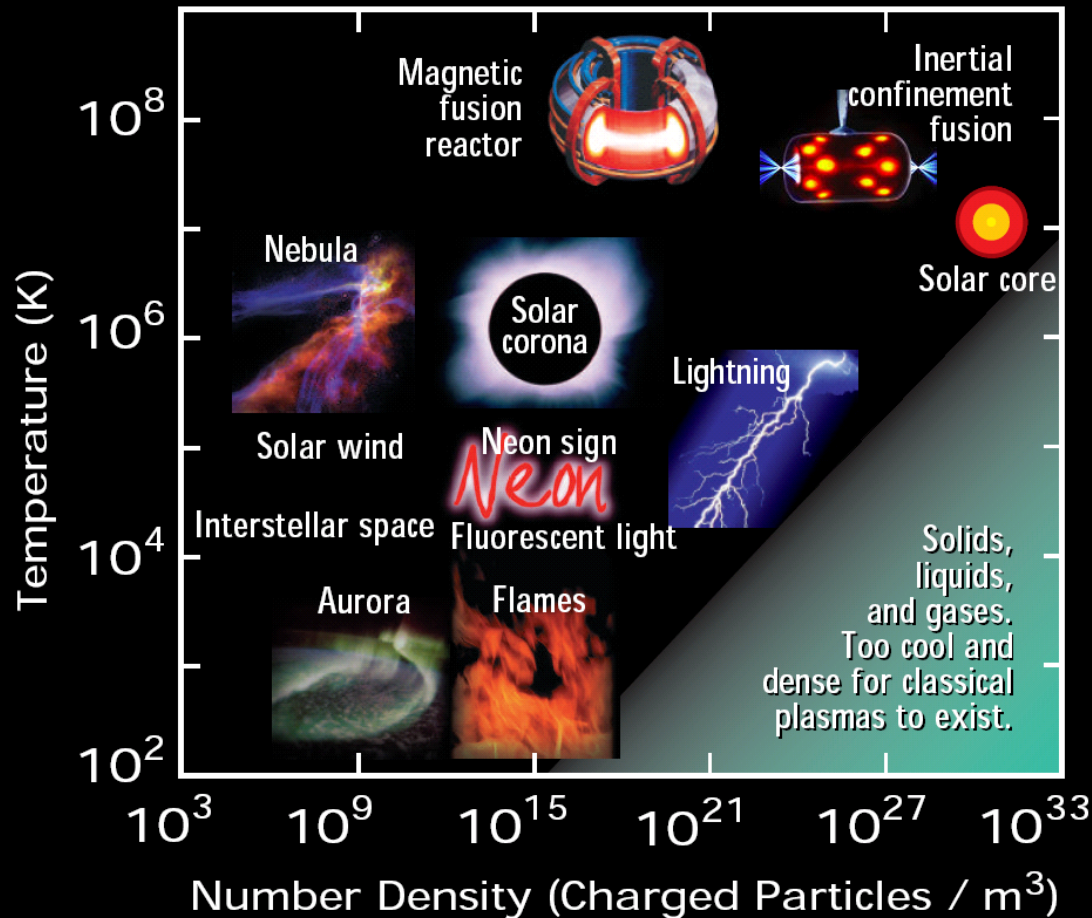 Magnetic
fusion
reactor
Inertial
confinement
fusion
Solar core
Nebula
Solar
corona
Lightning
Solar wind
Neon sign
Neon
Interstellar space
Fluorescent light
Aurora
Flames
Solids,
liquids,
and gases.
Too cool and
dense for classical
plasmas to exist.
Temperature (K)
10⁸
10⁶
10⁴
10²
10³ 10⁹ 10¹⁵ 10²¹ 10²⁷ 10³³
Number Density (Charged Particles / m³)